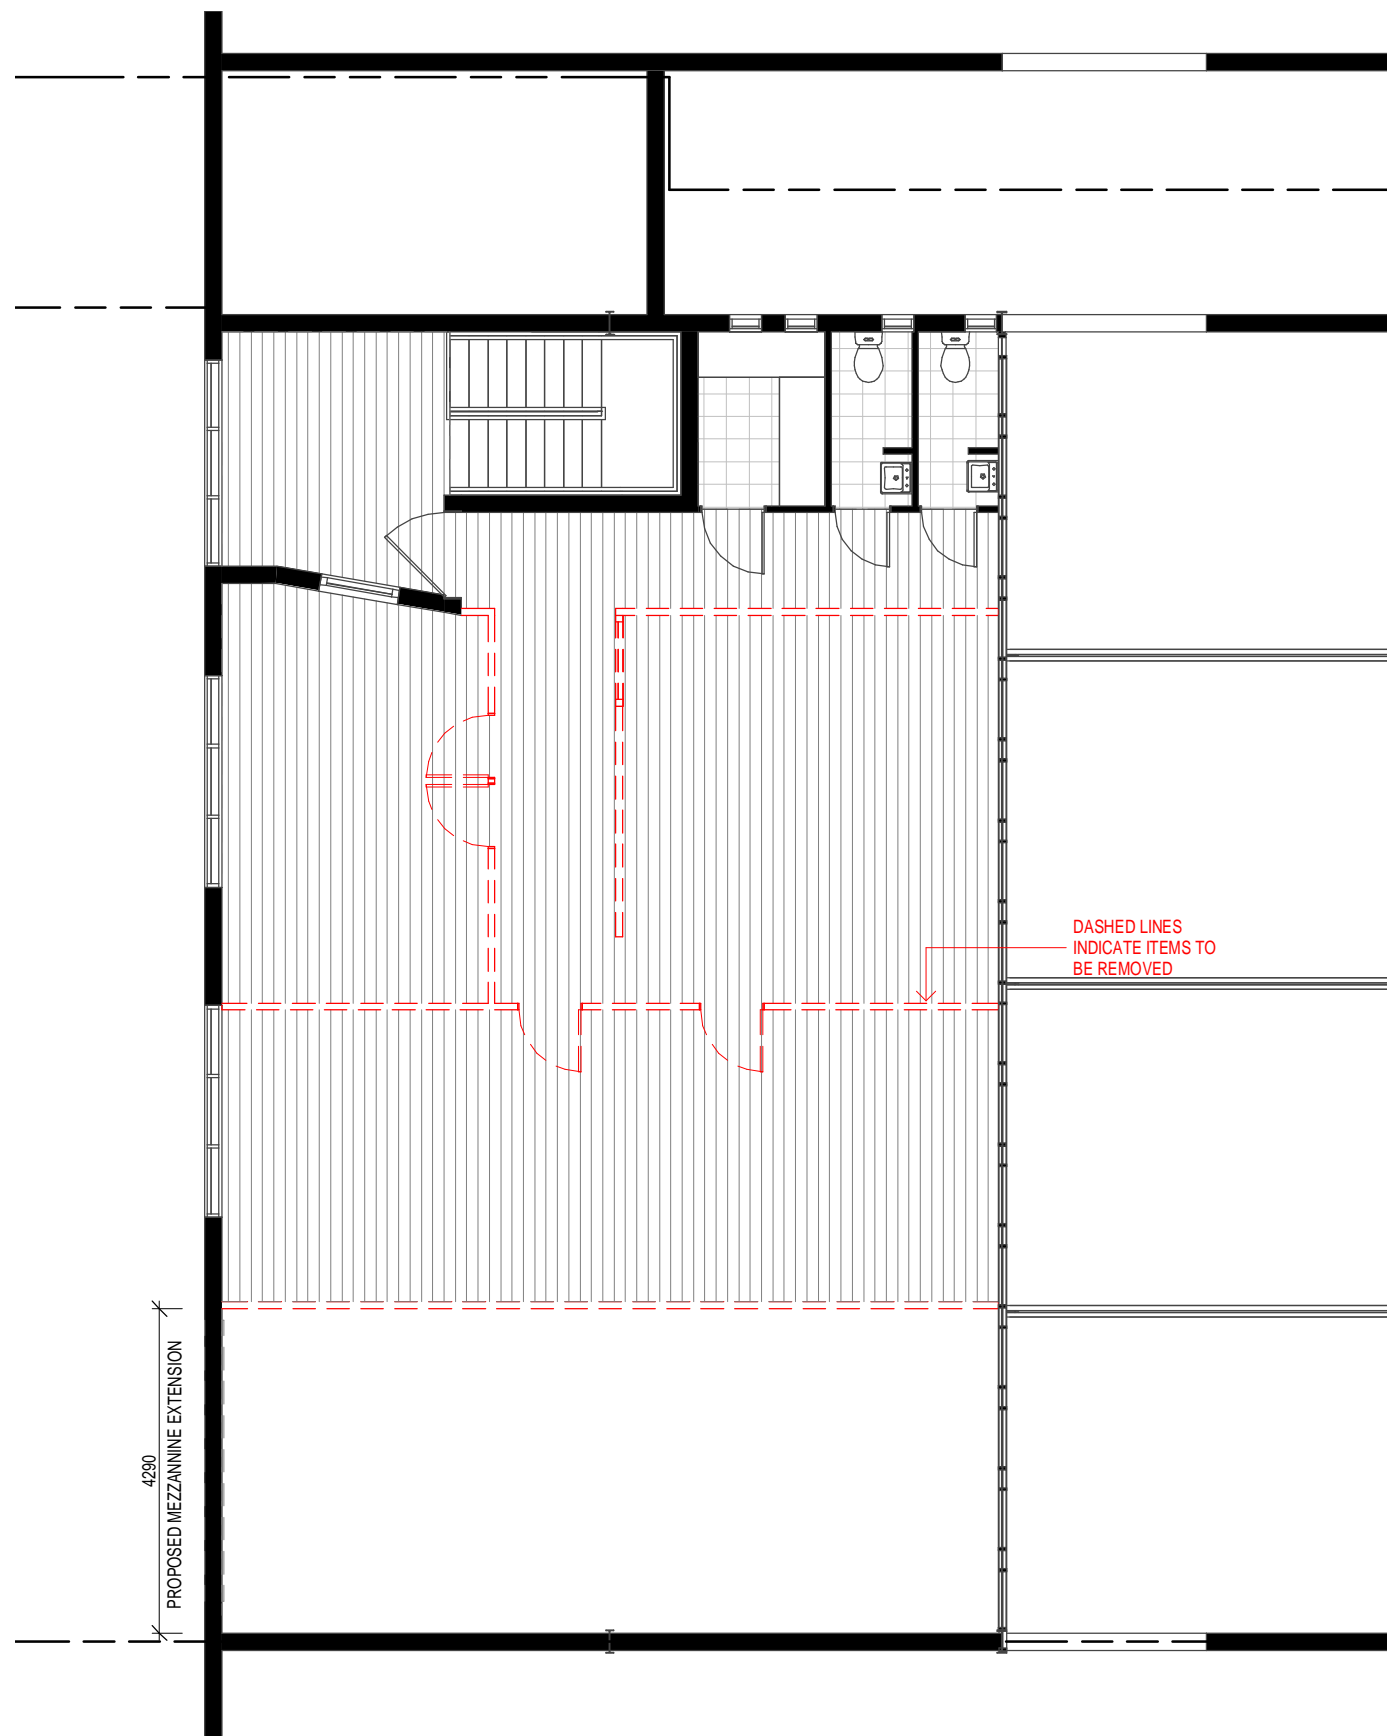 DASHED LINES
INDICATE ITEMS TO
BE REMOVED
4290
PROPOSED MEZZANNINE EXTENSION